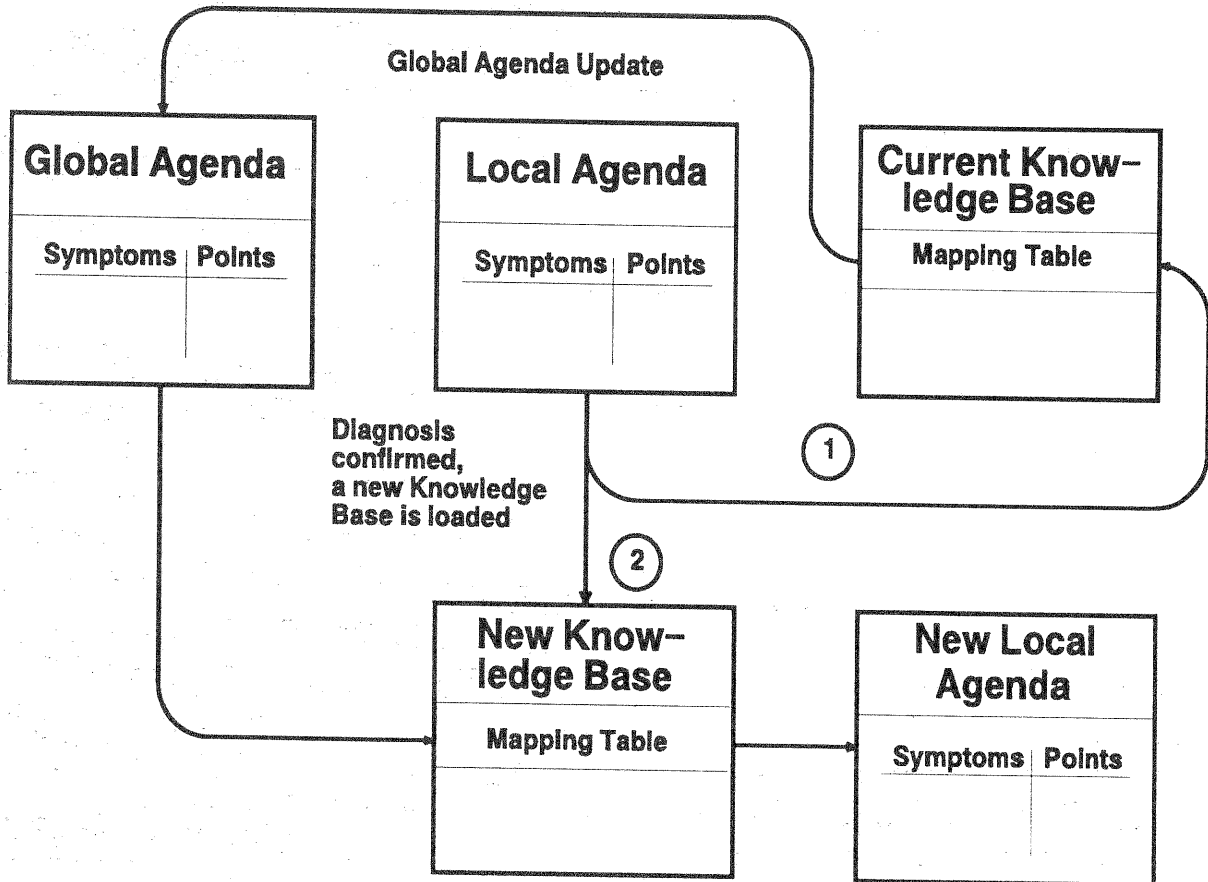 Global Agenda Update
Global Agenda
Symptoms Points
Local Agenda
Symptoms Points
Current Know-
ledge Base
Mapping Table
Diagnosis
confirmed,
a new Knowledge
Base is loaded
1
2
New Know-
ledge Base
Mapping Table
New Local
Agenda
Symptoms Points